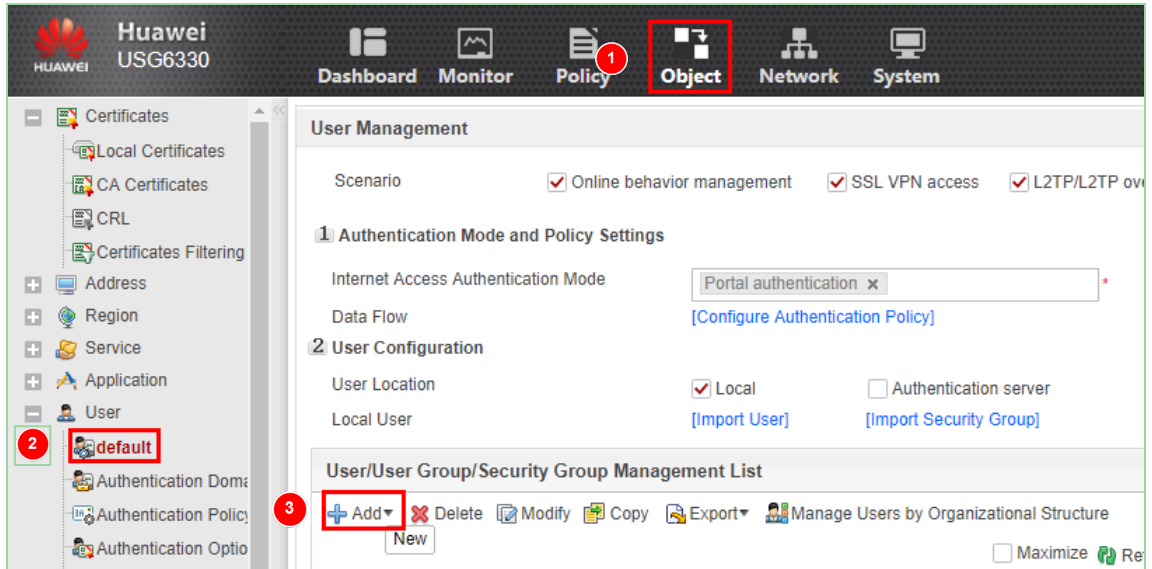 Huawei
USG6330
HUAWEI
Dashboard Monitor Policy Object Network System
1
Certificates
Local Certificates
CA Certificates
CRL
Certificates Filtering
Address
Region
Service
Application
User
2
default
Authentication Doma
Authentication Policy
Authentication Optio
User Management
Scenario Online behavior management SSL VPN access L2TP/L2TP ove
1 Authentication Mode and Policy Settings
Internet Access Authentication Mode Portal authentication x *
Data Flow [Configure Authentication Policy]
2 User Configuration
User Location Local Authentication server
Local User [Import User] [Import Security Group]
User/User Group/Security Group Management List
3 Add Delete Modify Copy Export Manage Users by Organizational Structure
New
Maximize Re